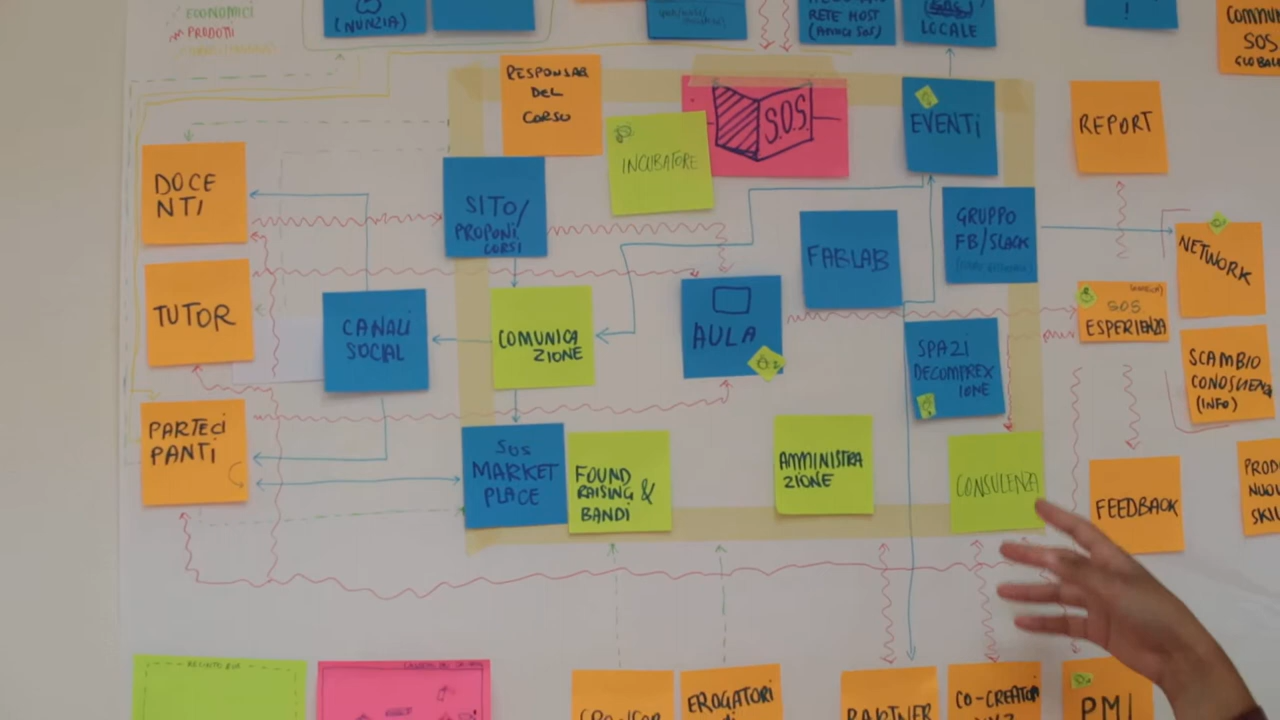 ECONOMICI
PRODOTTI
(NUNZIA)
RETE HOST
(AMICI SOS)
LOCALE
!
COMMUN
SOS
GLOBALE
RESPONSAB
DEL
CORSO
INCUBATORE
S.O.S.
EVENTI
REPORT
DOCE
NTI
SITO/
PROPONI
CORSI
FABLAB
GRUPPO
FB/SLACK
NETWORK
TUTOR
CANALI
SOCIAL
COMUNICA
ZIONE
AULA
SOS
ESPERIENZA
SPAZI
DECOMPREX
IONE
SCAMBIO
CONOSCENZA
(INFO)
PARTECI
PANTI
SOS
MARKET
PLACE
FOUND
RAISING &
BANDI
AMMINISTRA
ZIONE
CONSULENZA
FEEDBACK
PROD
NUOV
SKIL
EROGATORI
PARTNER
CO-CREATORI
PMI